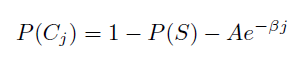 P(C_j) = 1 − P(S) − Ae^{−βj}